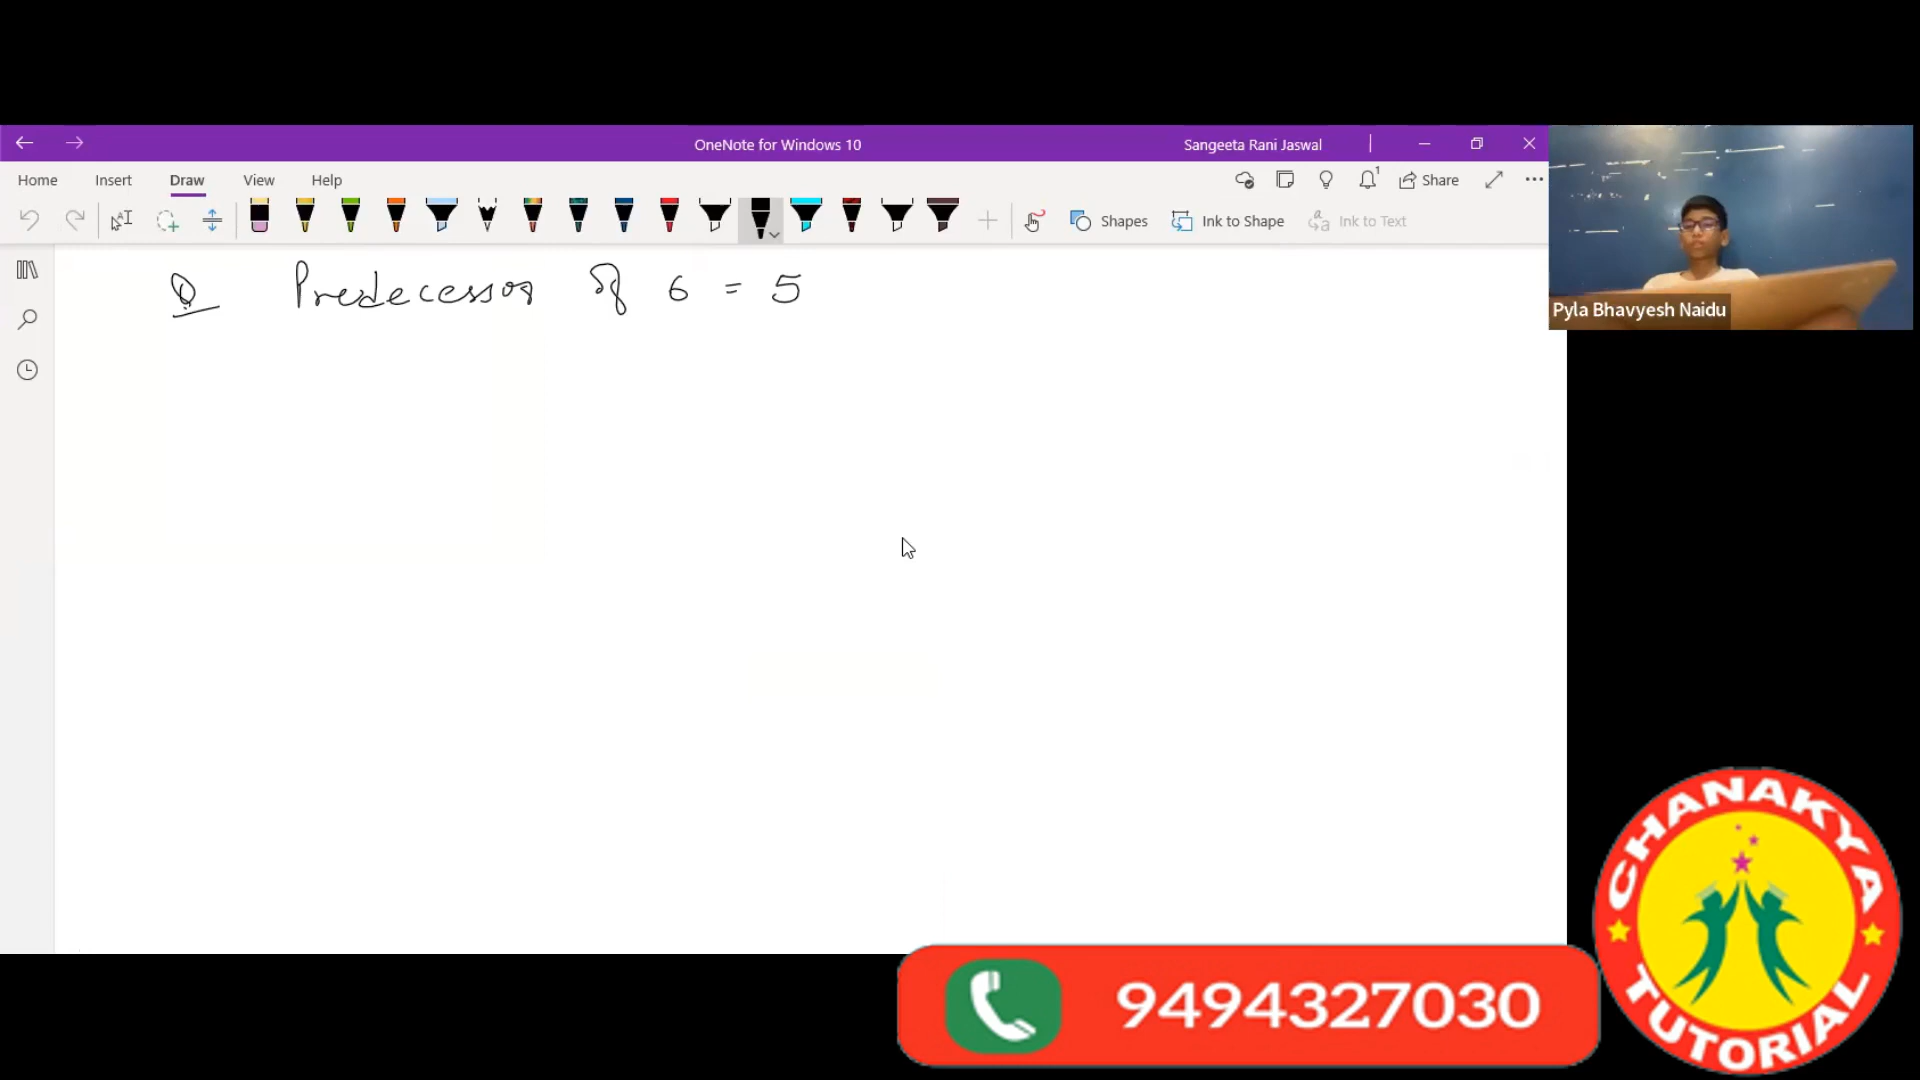 OneNote for Windows 10
Sangeeta Rani Jaswal
Home Insert Draw View Help
Share
Shapes
Ink to Shape
Ink to Text
Q Predecessor of 6 = 5
Pyla Bhavyesh Naidu
CHANAKYA
TUTORIAL
9494327030